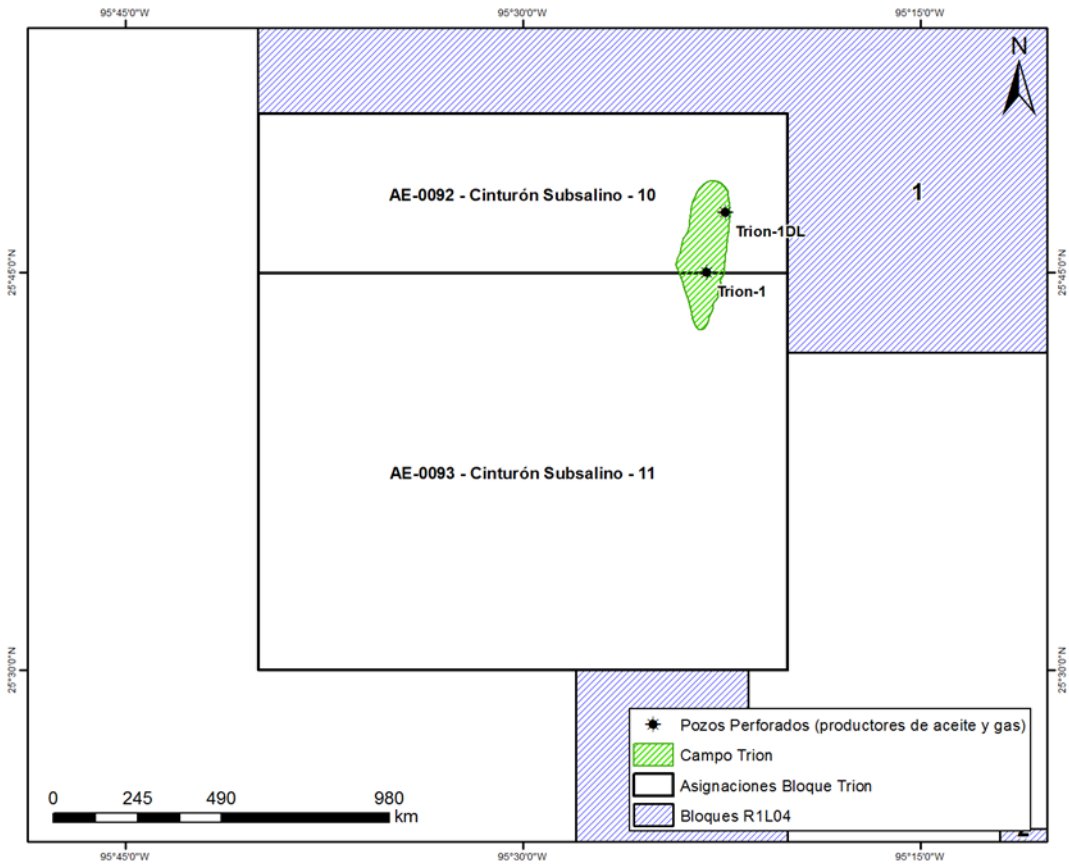 95°45'0"W
95°30'0"W
95°15'0"W
N
AE-0092 - Cinturón Subsalino - 10
1
Trion-1DL
25°45'0"N
25°45'0"N
Trion-1
AE-0093 - Cinturón Subsalino - 11
25°30'0"N
25°30'0"N
Pozos Perforados (productores de aceite y gas)
Campo Trion
Asignaciones Bloque Trion
Bloques R1L04
0 245 490 980
km
95°45'0"W
95°30'0"W
95°15'0"W